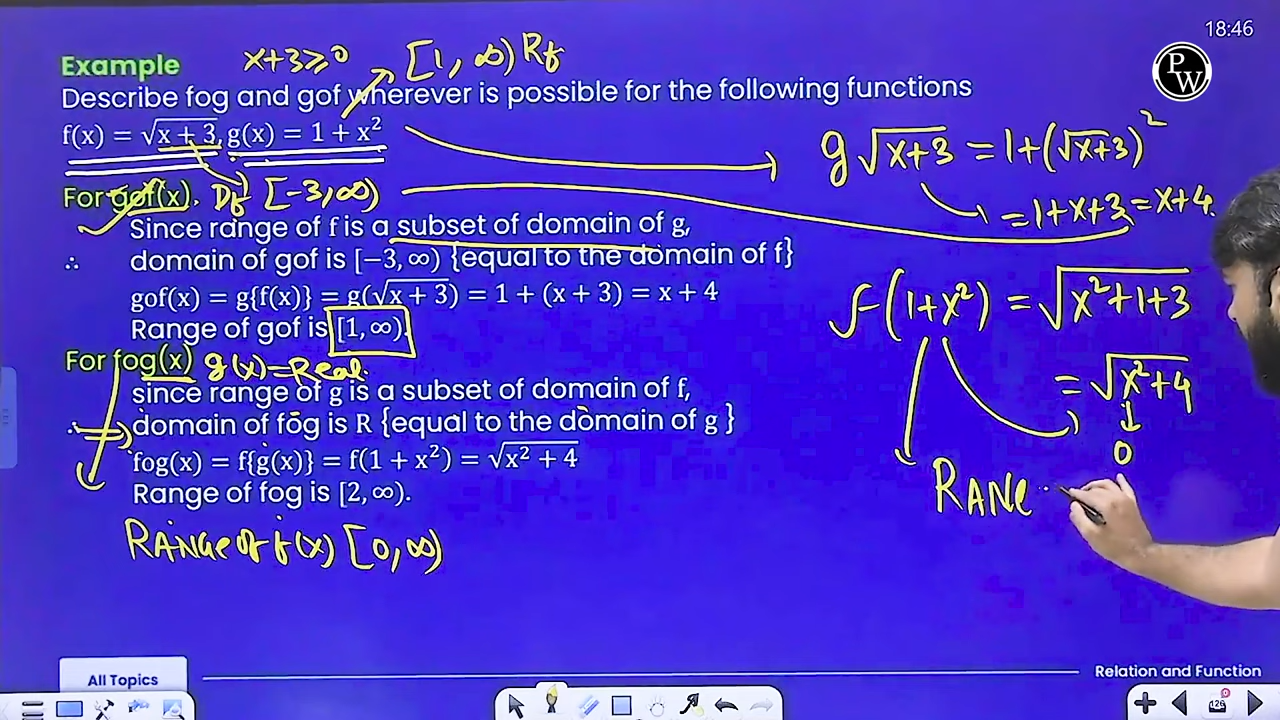 18:46
PW
x+3≥0 [1, ∞) Rf
Example
Describe fog and gof wherever is possible for the following functions
f(x) = √x + 3, g(x) = 1 + x²
g√x+3 = 1+(√x+3)²
= 1+x+3 = x+4.
For gof(x), Df [-3,∞)
Since range of f is a subset of domain of g,
∴ domain of gof is [−3, ∞) {equal to the domain of f}
gof(x) = g{f(x)} = g(√x + 3) = 1 + (x + 3) = x + 4
Range of gof is [1, ∞).
f(1+x²) = √x²+1+3
= √x²+4
0
RANG
For fog(x) g(x)=Real.
since range of g is a subset of domain of f,
∴ domain of fog is R {equal to the domain of g }
fog(x) = f{g(x)} = f(1 + x²) = √x² + 4
Range of fog is [2, ∞).
RANGE of f(x) [0, ∞)
All Topics
Relation and Function
126